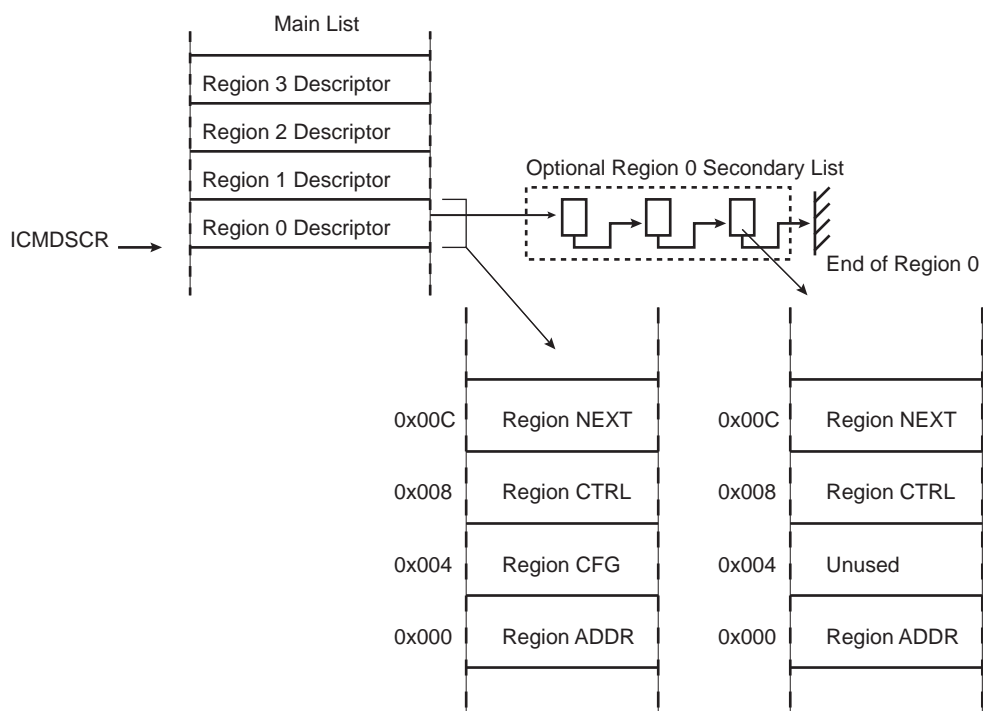 Main List
Region 3 Descriptor
Region 2 Descriptor
Region 1 Descriptor
Region 0 Descriptor
ICMDSCR
Optional Region 0 Secondary List
End of Region 0
0x00C Region NEXT
0x008 Region CTRL
0x004 Region CFG
0x000 Region ADDR
0x00C Region NEXT
0x008 Region CTRL
0x004 Unused
0x000 Region ADDR